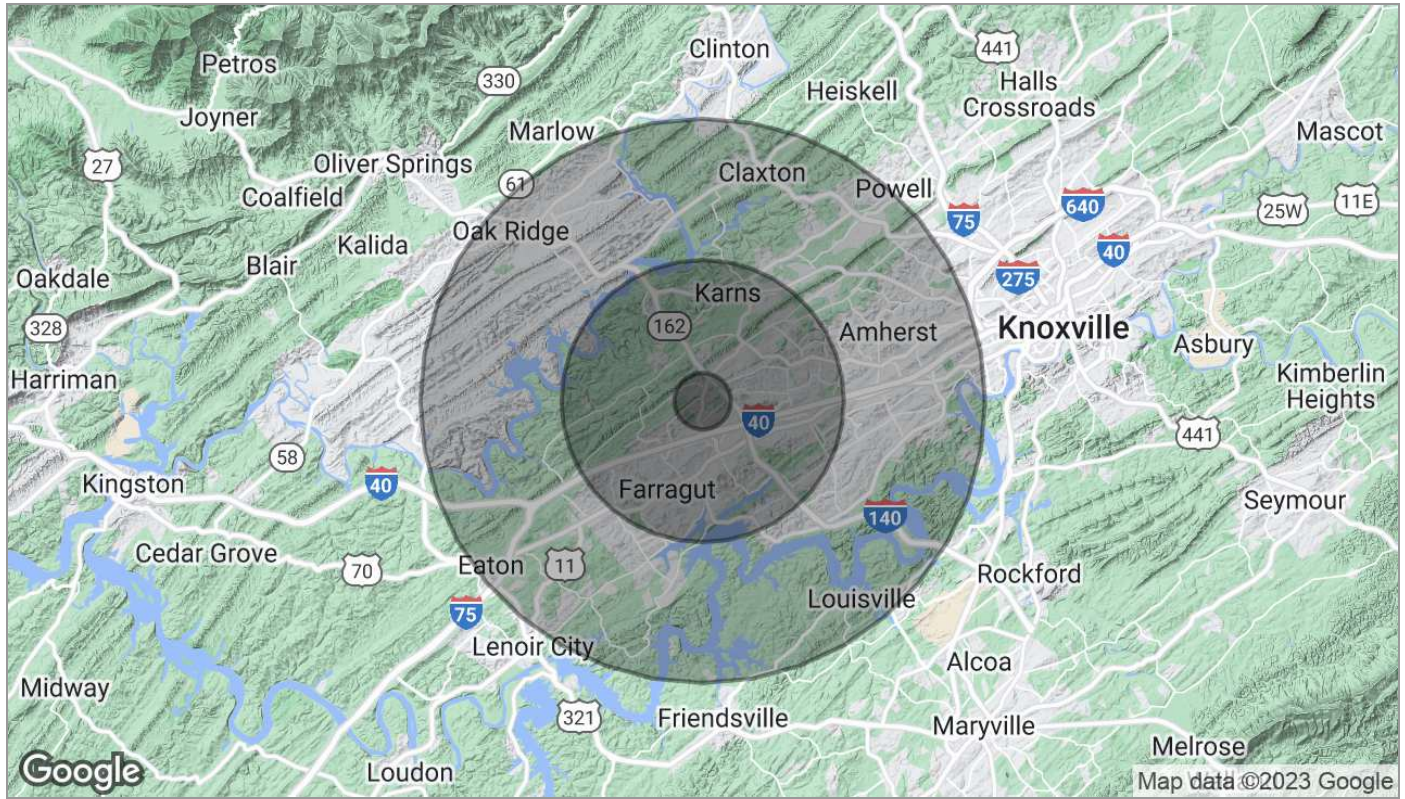 Clinton
441
Petros
330
Halls
Crossroads
Heiskell
Joyner
Marlow
Mascot
27
Oliver Springs
Claxton
61
Powell
Coalfield
640
25W
11E
75
Oak Ridge
Kalida
40
Blair
275
Oakdale
Karns
328
162
Amherst
Knoxville
Asbury
Harriman
Kimberlin
Heights
40
441
58
Kingston
40
Farragut
Seymour
140
Cedar Grove
70
Eaton
11
Rockford
Louisville
75
Lenoir City
Alcoa
Midway
321
Friendsville
Maryville
Melrose
Google
Loudon
Map data ©2023 Google